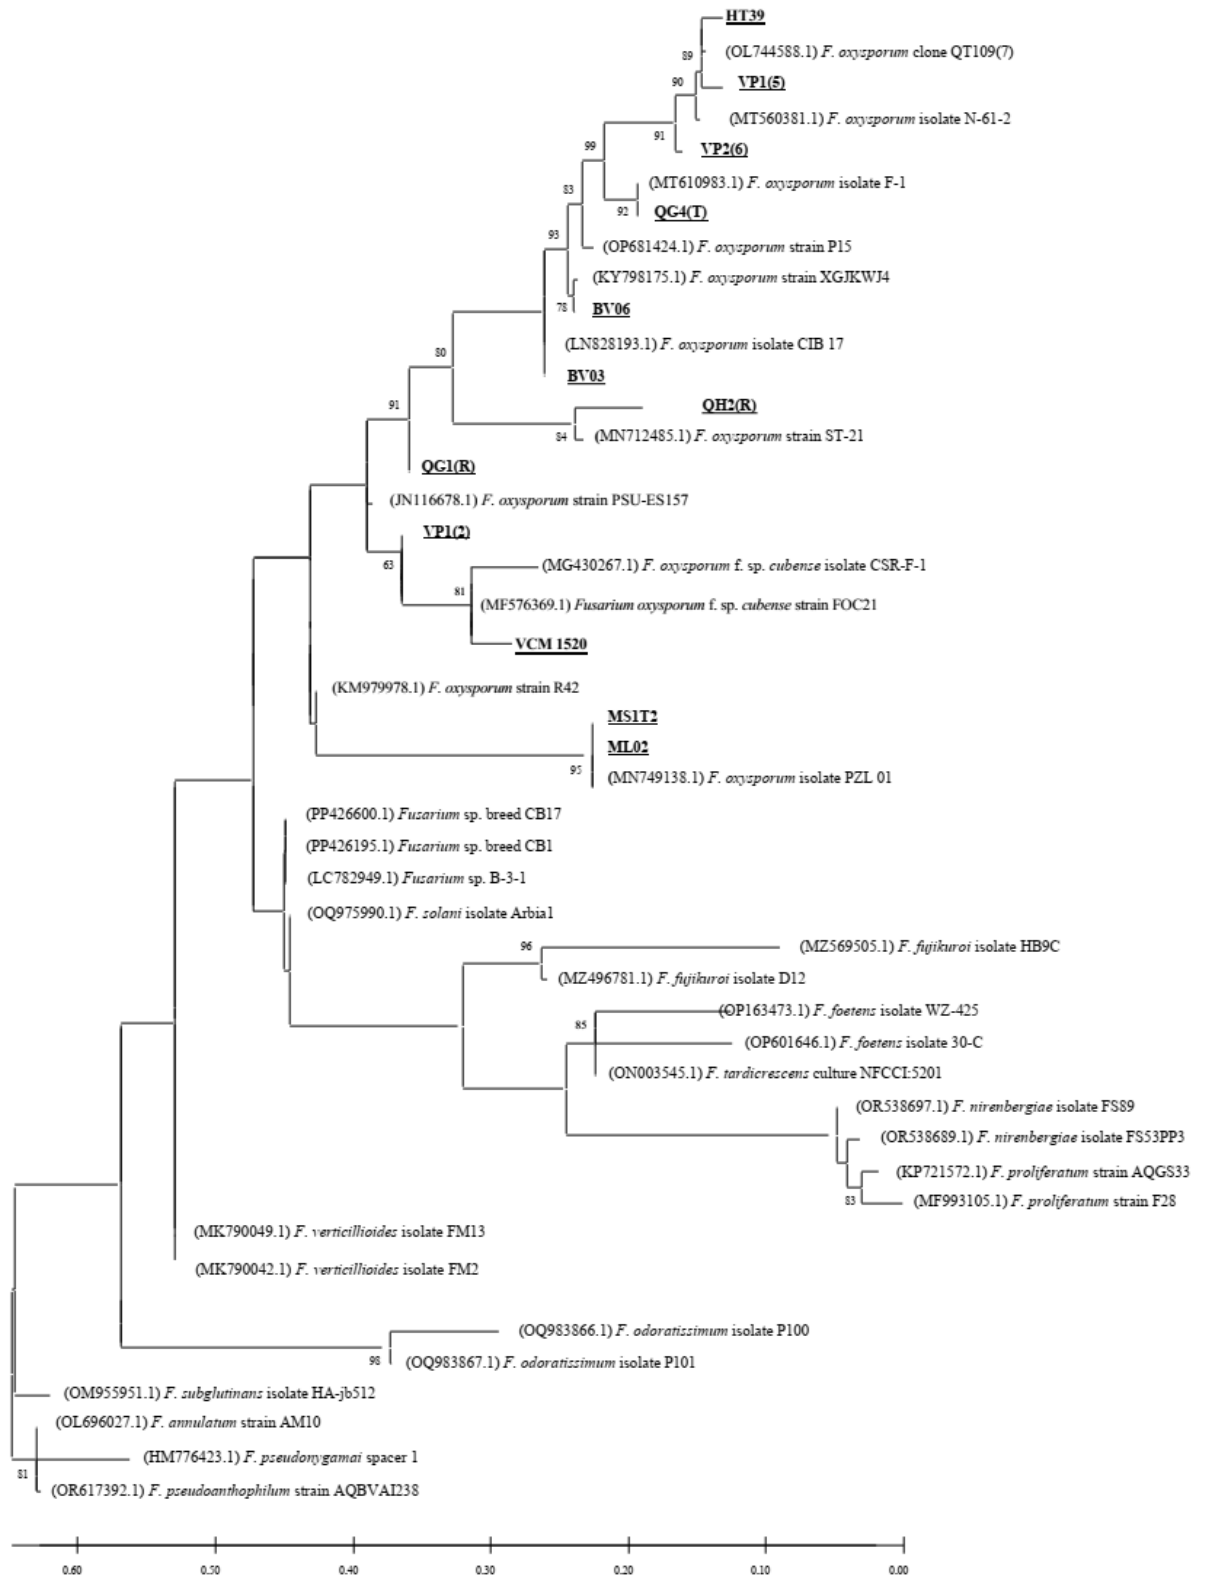 HT39
89
(OL744588.1) F. oxysporum clone QT109(7)
90
VP1(5)
(MT560381.1) F. oxysporum isolate N-61-2
91
VP2(6)
99
(MT610983.1) F. oxysporum isolate F-1
83
92
QG4(T)
93
(OP681424.1) F. oxysporum strain P15
(KY798175.1) F. oxysporum strain XGJKWJ4
78
BV06
(LN828193.1) F. oxysporum isolate CIB 17
80
BV03
91
QH2(R)
84
(MN712485.1) F. oxysporum strain ST-21
QG1(R)
(JN116678.1) F. oxysporum strain PSU-ES157
VP1(2)
63
(MG430267.1) F. oxysporum f. sp. cubense isolate CSR-F-1
81
(MF576369.1) Fusarium oxysporum f. sp. cubense strain FOC21
VCM 1520
(KM979978.1) F. oxysporum strain R42
MS1T2
ML02
95
(MN749138.1) F. oxysporum isolate PZL 01
(PP426600.1) Fusarium sp. breed CB17
(PP426195.1) Fusarium sp. breed CB1
(LC782949.1) Fusarium sp. B-3-1
(OQ975990.1) F. solani isolate Arbia1
96
(MZ569505.1) F. fujikuroi isolate HB9C
(MZ496781.1) F. fujikuroi isolate D12
(OP163473.1) F. foetens isolate WZ-425
85
(OP601646.1) F. foetens isolate 30-C
(ON003545.1) F. tardicrescens culture NFCCI:5201
(OR538697.1) F. nirenbergiae isolate FS89
(OR538689.1) F. nirenbergiae isolate FS53PP3
(KP721572.1) F. proliferatum strain AQGS33
83
(MF993105.1) F. proliferatum strain F28
(MK790049.1) F. verticillioides isolate FM13
(MK790042.1) F. verticillioides isolate FM2
(OQ983866.1) F. odoratissimum isolate P100
98
(OQ983867.1) F. odoratissimum isolate P101
(OM955951.1) F. subglutinans isolate HA-jb512
(OL696027.1) F. annulatum strain AM10
(HM776423.1) F. pseudonygamai spacer 1
81
(OR617392.1) F. pseudoanthophilum strain AQBVAI238
0.60 0.50 0.40 0.30 0.20 0.10 0.00